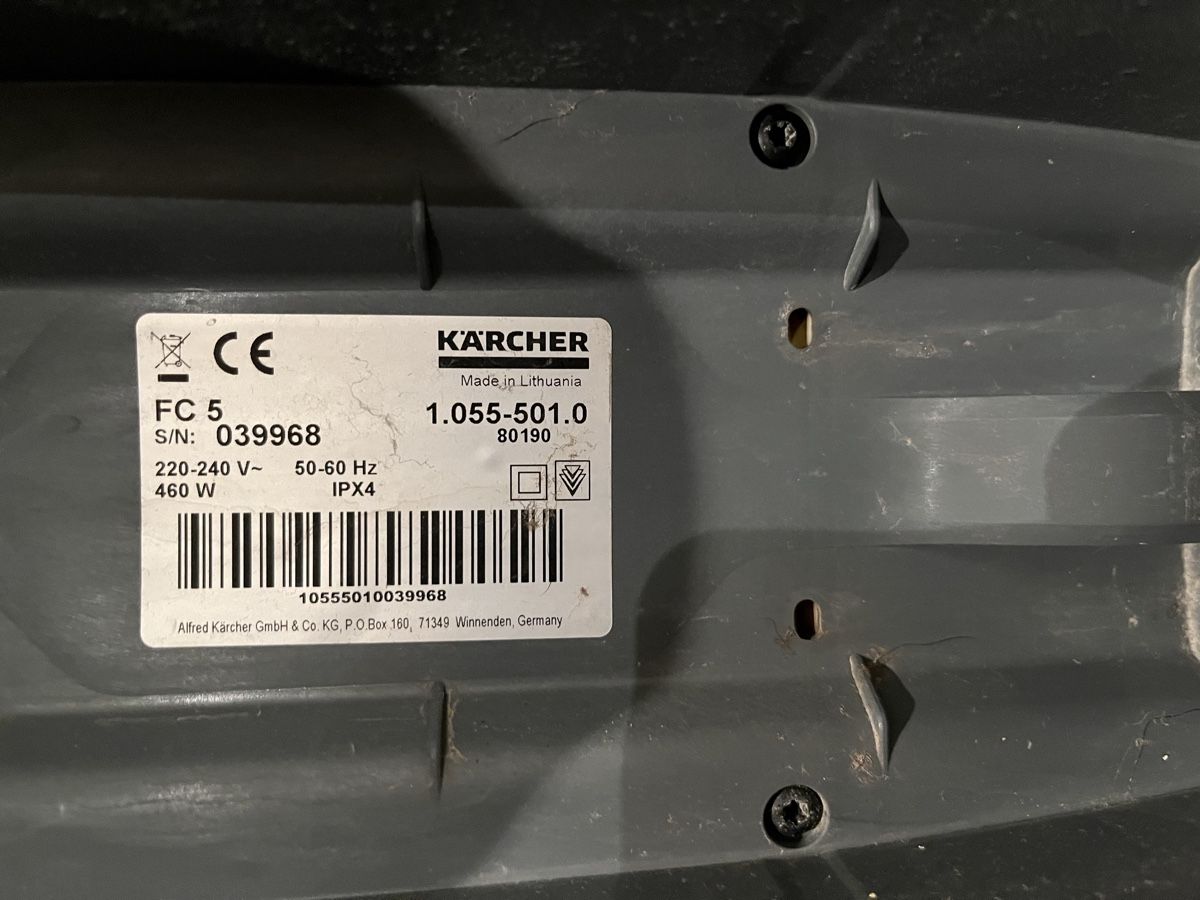 CE
KÄRCHER
Made in Lithuania
FC 5
1.055-501.0
S/N: 039968
80190
220-240 V~ 50-60 Hz
460 W IPX4
10555010039968
Alfred Kärcher GmbH & Co. KG, P.O.Box 160, 71349 Winnenden, Germany